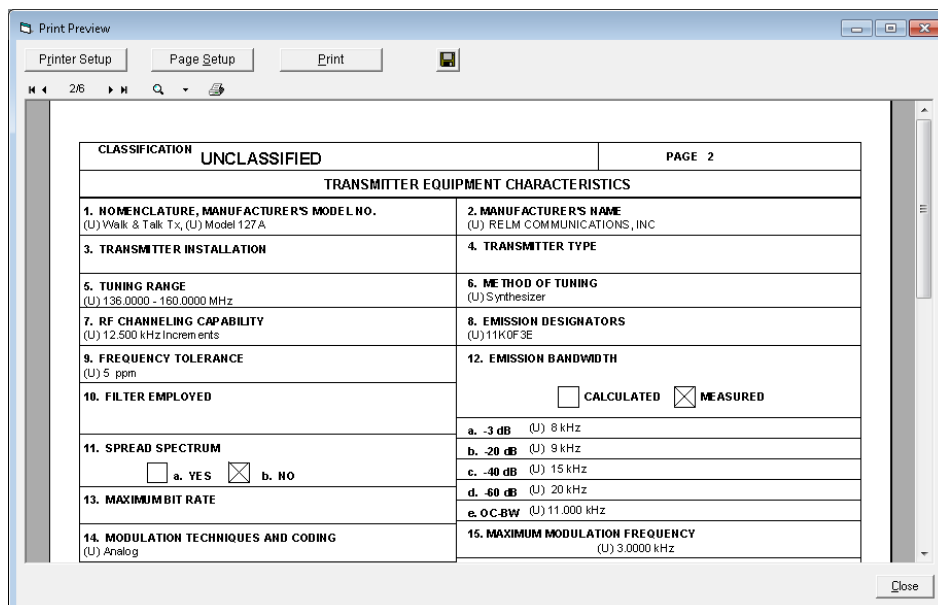 Print Preview
Printer Setup Page Setup Print
2/6
CLASSIFICATION UNCLASSIFIED PAGE 2
TRANSMITTER EQUIPMENT CHARACTERISTICS
1. NOMENCLATURE, MANUFACTURER'S MODEL NO.
(U) Walk & Talk Tx, (U) Model 127A
2. MANUFACTURER'S NAME
(U) RELM COMMUNICATIONS, INC
3. TRANSMITTER INSTALLATION
4. TRANSMITTER TYPE
5. TUNING RANGE
(U) 136.0000 - 160.0000 MHz
6. METHOD OF TUNING
(U) Synthesizer
7. RF CHANNELING CAPABILITY
(U) 12.500 kHz Increments
8. EMISSION DESIGNATORS
(U) 11K0F3E
9. FREQUENCY TOLERANCE
(U) 5 ppm
10. FILTER EMPLOYED
11. SPREAD SPECTRUM
a. YES b. NO
12. EMISSION BANDWIDTH
CALCULATED MEASURED
a. -3 dB (U) 8 kHz
b. -20 dB (U) 9 kHz
c. -40 dB (U) 15 kHz
d. -60 dB (U) 20 kHz
e. OC-BW (U) 11.000 kHz
13. MAXIMUM BIT RATE
14. MODULATION TECHNIQUES AND CODING
(U) Analog
15. MAXIMUM MODULATION FREQUENCY
(U) 3.0000 kHz
Close